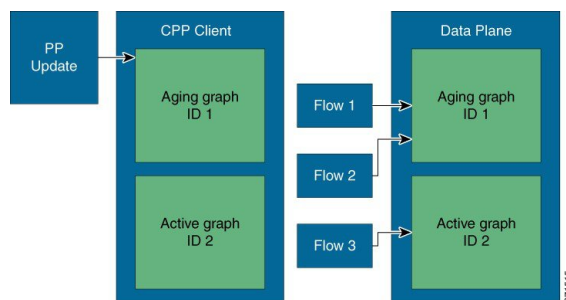 PP
Update
CPP Client
Aging graph
ID 1
Active graph
ID 2
Flow 1
Flow 2
Flow 3
Data Plane
Aging graph
ID 1
Active graph
ID 2